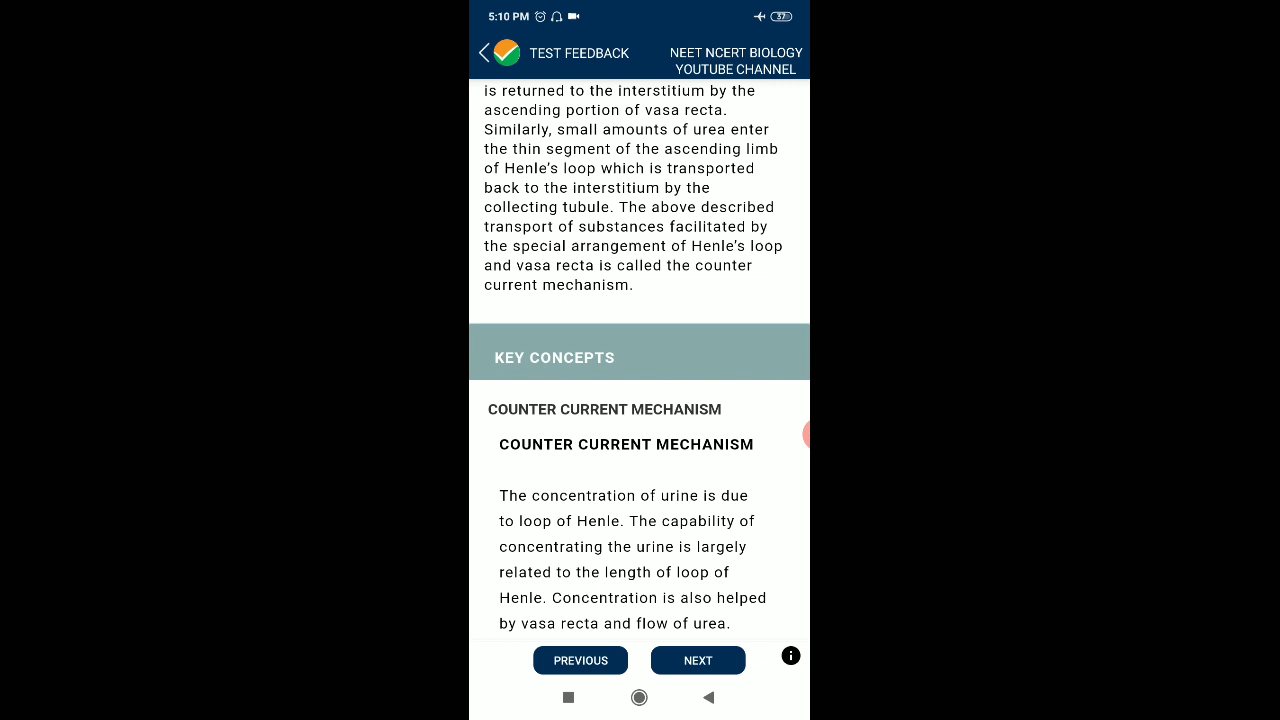 5:10 PM 37
TEST FEEDBACK
NEET NCERT BIOLOGY
YOUTUBE CHANNEL
is returned to the interstitium by the
ascending portion of vasa recta.
Similarly, small amounts of urea enter
the thin segment of the ascending limb
of Henle's loop which is transported
back to the interstitium by the
collecting tubule. The above described
transport of substances facilitated by
the special arrangement of Henle's loop
and vasa recta is called the counter
current mechanism.
KEY CONCEPTS
COUNTER CURRENT MECHANISM
COUNTER CURRENT MECHANISM
The concentration of urine is due
to loop of Henle. The capability of
concentrating the urine is largely
related to the length of loop of
Henle. Concentration is also helped
by vasa recta and flow of urea.
PREVIOUS NEXT